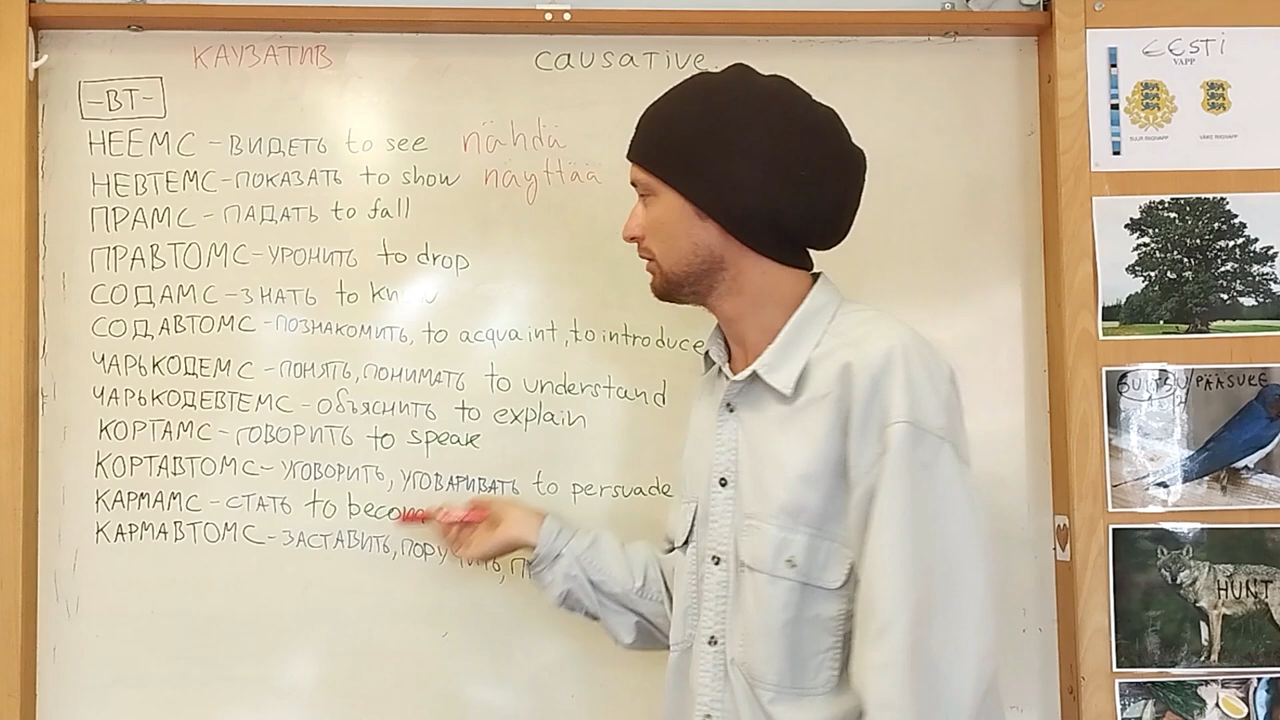 КАУЗАТИВ causative.
-ВТ-
НЕЕМС - ВИДЕТЬ to see nähdä
НЕВТЕМС - ПОКАЗАТЬ to show näyttää
ПРАМС - ПАДАТЬ to fall
ПРАВТОМС - УРОНИТЬ to drop
СОДАМС - ЗНАТЬ to
СОДАВТОМС - ПОЗНАКОМИТЬ, to acquaint, to introduce
ЧАРЬКОДЕМС - ПОНЯТЬ, ПОНИМАТЬ to understand
ЧАРЬКОДЕВТЕМС - ОБЪЯСНИТЬ to explain
КОРТАМС - ГОВОРИТЬ to speak
КОРТАВТОМС - УГОВОРИТЬ, УГОВАРИВАТЬ to persuade
КАРМАМС - СТАТЬ to
КАРМАВТОМС - ЗАСТАВИТЬ,
EESTI
VAPP
SUUR RIIGIVAPP VÄIKE RIIGIVAPP
SUITSU/PÄÄSUKE
HUNT